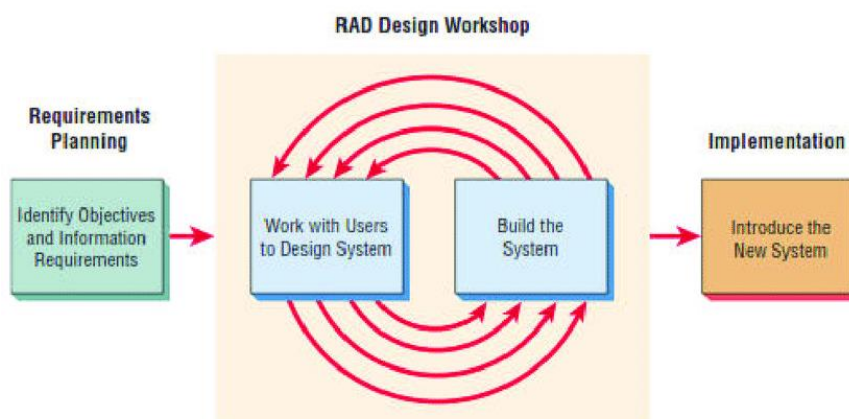 RAD Design Workshop
Requirements
Planning
Identify Objectives
and Information
Requirements
Work with Users
to Design System
Build the
System
Implementation
Introduce the
New System